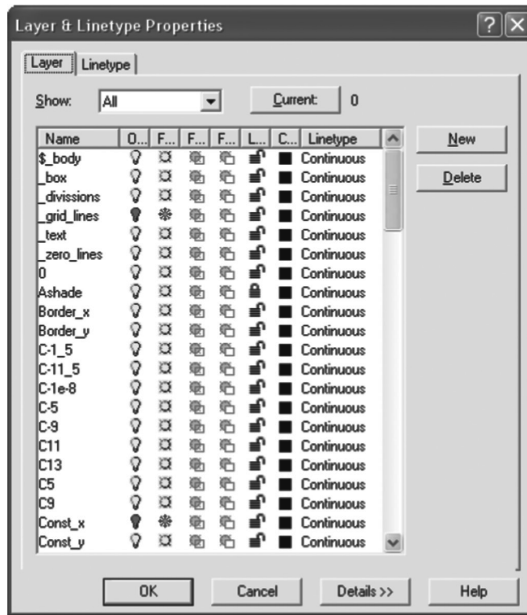 Layer & Linetype Properties
Layer Linetype
Show: All Current: 0
Name O... F... F... F... L... C... Linetype New
$_body Continuous
_box Continuous Delete
_divissions Continuous
_grid_lines Continuous
_text Continuous
_zero_lines Continuous
0 Continuous
Ashade Continuous
Border_x Continuous
Border_y Continuous
C-1_5 Continuous
C-11_5 Continuous
C-1e-8 Continuous
C-5 Continuous
C-9 Continuous
C11 Continuous
C13 Continuous
C5 Continuous
C9 Continuous
Const_x Continuous
Const_y Continuous
OK Cancel Details >> Help